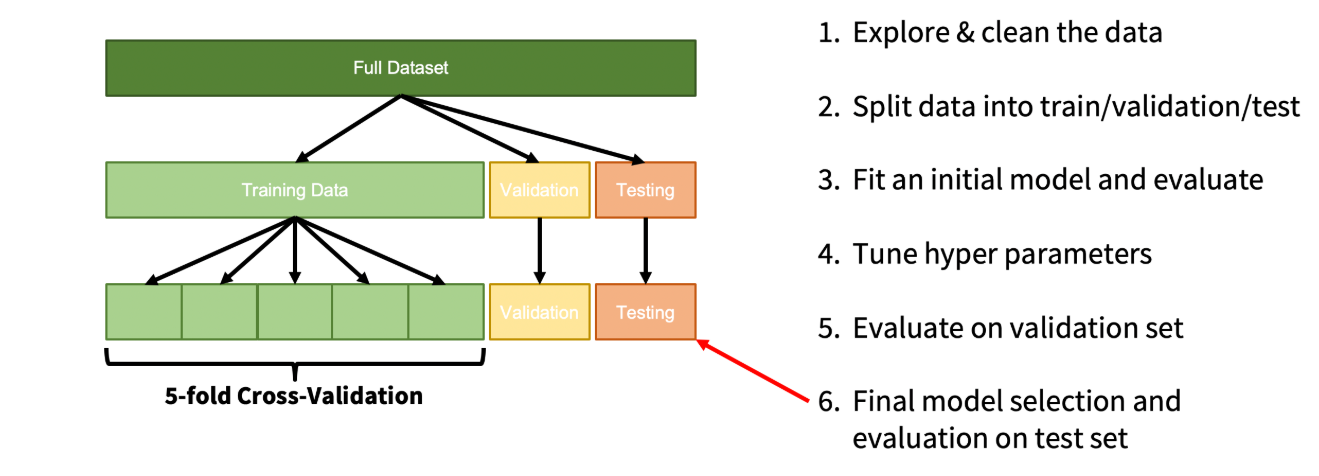 Full Dataset
Training Data
Validation
Testing
Validation
Testing
5-fold Cross-Validation
1. Explore & clean the data
2. Split data into train/validation/test
3. Fit an initial model and evaluate
4. Tune hyper parameters
5. Evaluate on validation set
6. Final model selection and
evaluation on test set